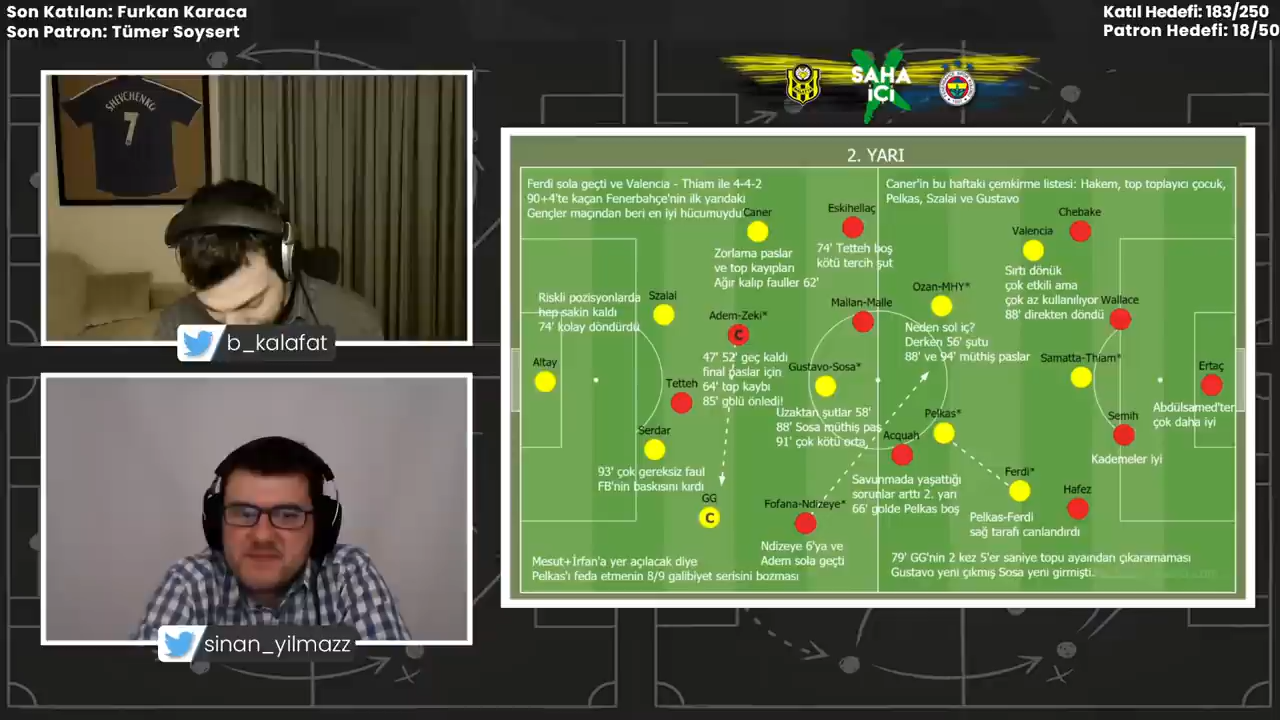 Son Katılan: Furkan Karaca
Son Patron: Tümer Soysert
Katıl Hedefi: 183/250
Patron Hedefi: 18/50
SHEVCHENKO
7
b_kalafat
sinan_yilmazz
SAHA
iÇi
2. YARI
Ferdi sola geçti ve Valencia - Thiam ile 4-4-2
90+4'te kaçan Fenerbahçe'nin ilk yarıdaki
Gençler maçından beri en iyi hücumuydu
Caner'in bu haftaki çemkirme listesi: Hakem, top toplayıcı çocuk,
Pelkas, Szalai ve Gustavo
Caner
Zorlama paslar
ve top kayıpları
Ağır kalıp fauller 62'
Eskihellaç
74' Tetteh boş
kötü tercih şut
Valencia
Chebake
Sırtı dönük
çok etkili ama
çok az kullanılıyor
88' direkten döndü
Wallace
Riskli pozisyonlarda
hep sakin kaldı
74' kolay döndürdü
Szalai
Adem-Zeki*
C
47' 52' geç kaldı
final paslar için
64' top kaybı
85' golü önledi!
Mallan-Malle
Ozan-MHY*
Neden sol iç?
Derken 56' şutu
88' ve 94' müthiş paslar
Samatta-Thiam*
Altay
Tetteh
Gustavo-Sosa*
Uzaktan şutlar 58'
88' Sosa müthiş pas
91' çok kötü orta
Ertaç
Abdülsamed'ten
çok daha iyi
Serdar
93' çok gereksiz faul
FB'nin baskısını kırdı
Pelkas*
Acquah
Savunmada yaşattığı
sorunlar arttı 2. yarı
66' golde Pelkas boş
Semih
Kademeler iyi
Ferdi*
Pelkas-Ferdi
sağ tarafı canlandırdı
Hafez
GG
C
Fofana-Ndizeye*
Ndizeye 6'ya ve
Adem sola geçti
Mesut+İrfan'a yer açılacak diye
Pelkas'ı feda etmenin 8/9 galibiyet serisini bozması
79' GG'nin 2 kez 5'er saniye topu ayaından çıkaramaması
Gustavo yeni çıkmış Sosa yeni girmişti.